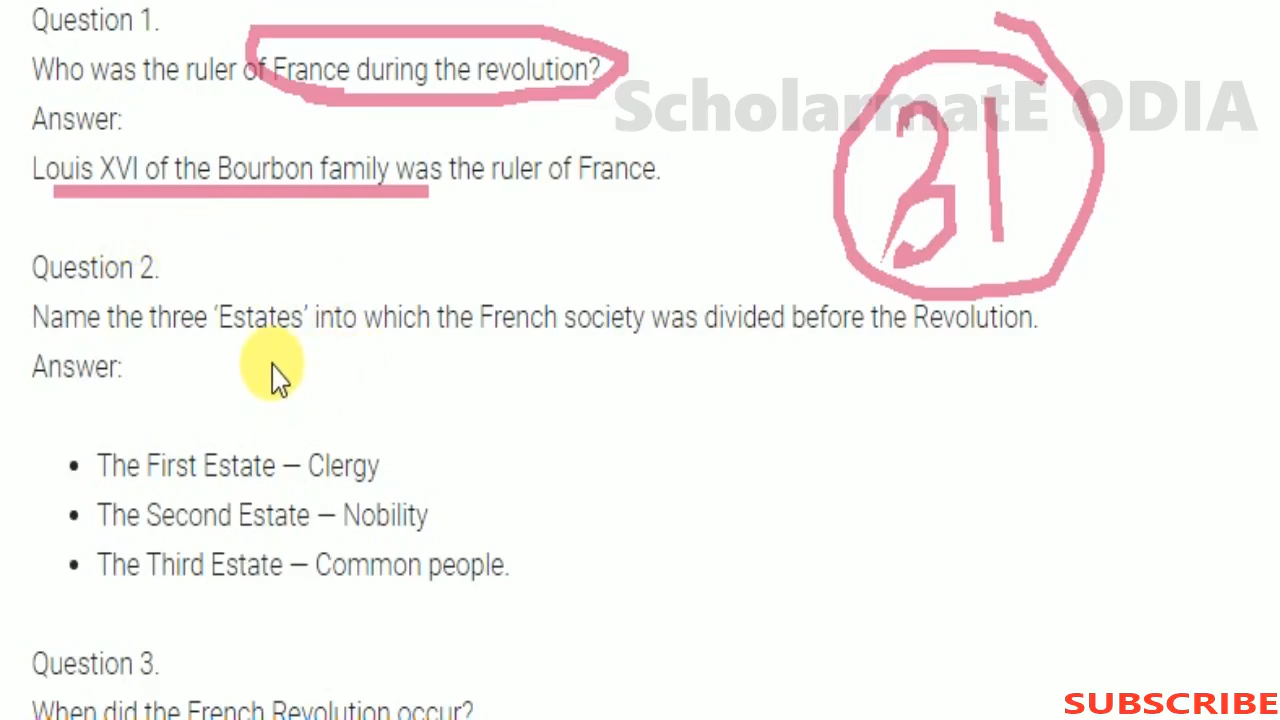 Question 1.
Who was the ruler of France during the revolution?
ScholarmatE ODIA
Answer:
Louis XVI of the Bourbon family was the ruler of France.
Question 2.
Name the three ‘Estates’ into which the French society was divided before the Revolution.
Answer:
• The First Estate – Clergy
• The Second Estate – Nobility
• The Third Estate – Common people.
Question 3.
When did the French Revolution occur?
SUBSCRIBE